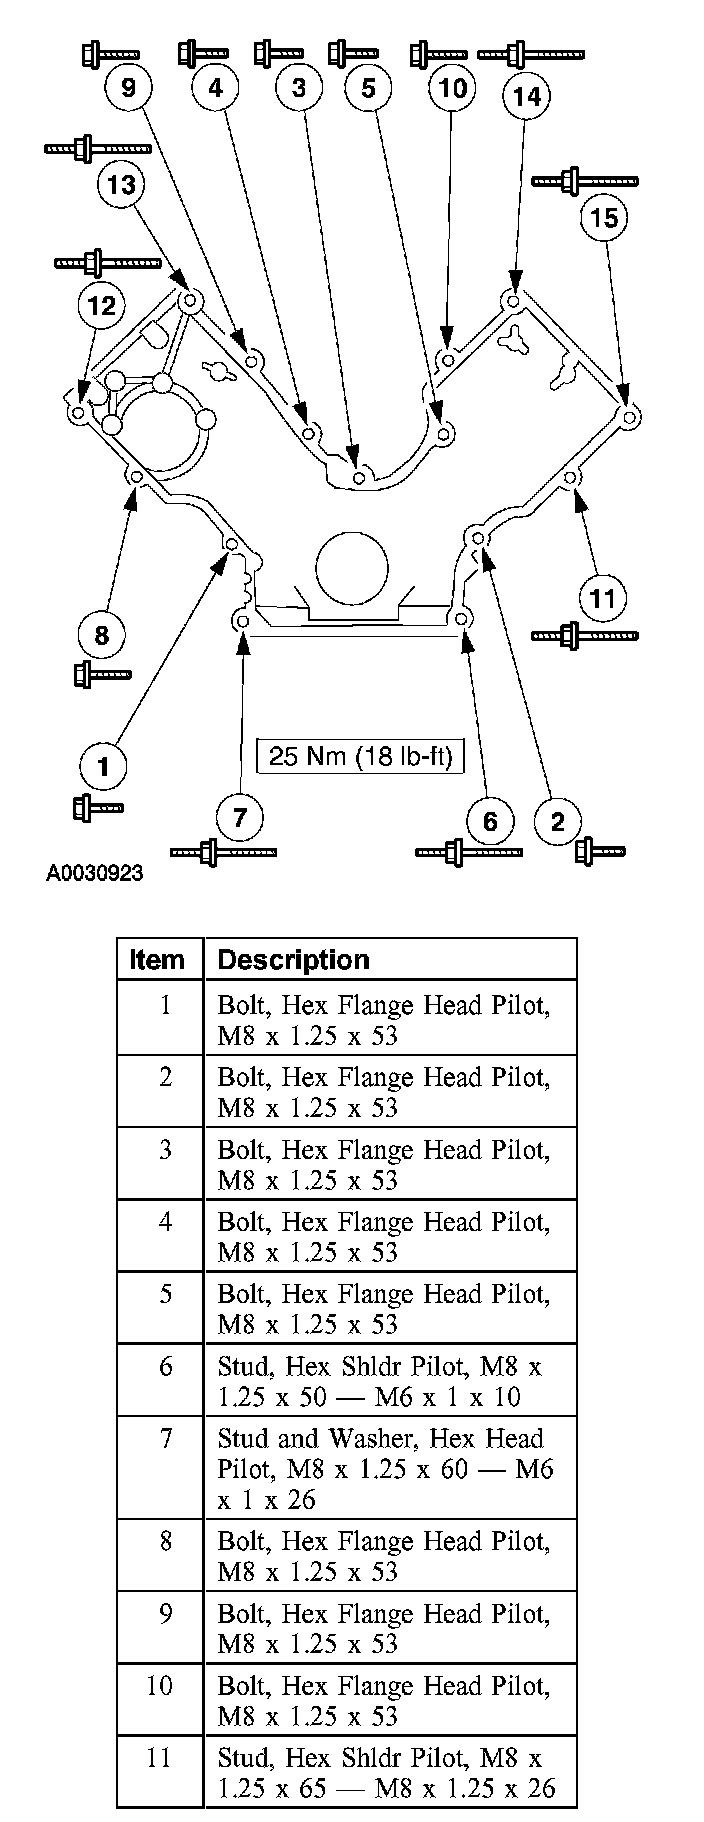 9
4
3
5
10
14
13
15
12
8
11
1
25 Nm (18 lb-ft)
7
6
2
A0030923
Item Description
1 Bolt, Hex Flange Head Pilot,
M8 x 1.25 x 53
2 Bolt, Hex Flange Head Pilot,
M8 x 1.25 x 53
3 Bolt, Hex Flange Head Pilot,
M8 x 1.25 x 53
4 Bolt, Hex Flange Head Pilot,
M8 x 1.25 x 53
5 Bolt, Hex Flange Head Pilot,
M8 x 1.25 x 53
6 Stud, Hex Shldr Pilot, M8 x
1.25 x 50 — M6 x 1 x 10
7 Stud and Washer, Hex Head
Pilot, M8 x 1.25 x 60 — M6
x 1 x 26
8 Bolt, Hex Flange Head Pilot,
M8 x 1.25 x 53
9 Bolt, Hex Flange Head Pilot,
M8 x 1.25 x 53
10 Bolt, Hex Flange Head Pilot,
M8 x 1.25 x 53
11 Stud, Hex Shldr Pilot, M8 x
1.25 x 65 — M8 x 1.25 x 26